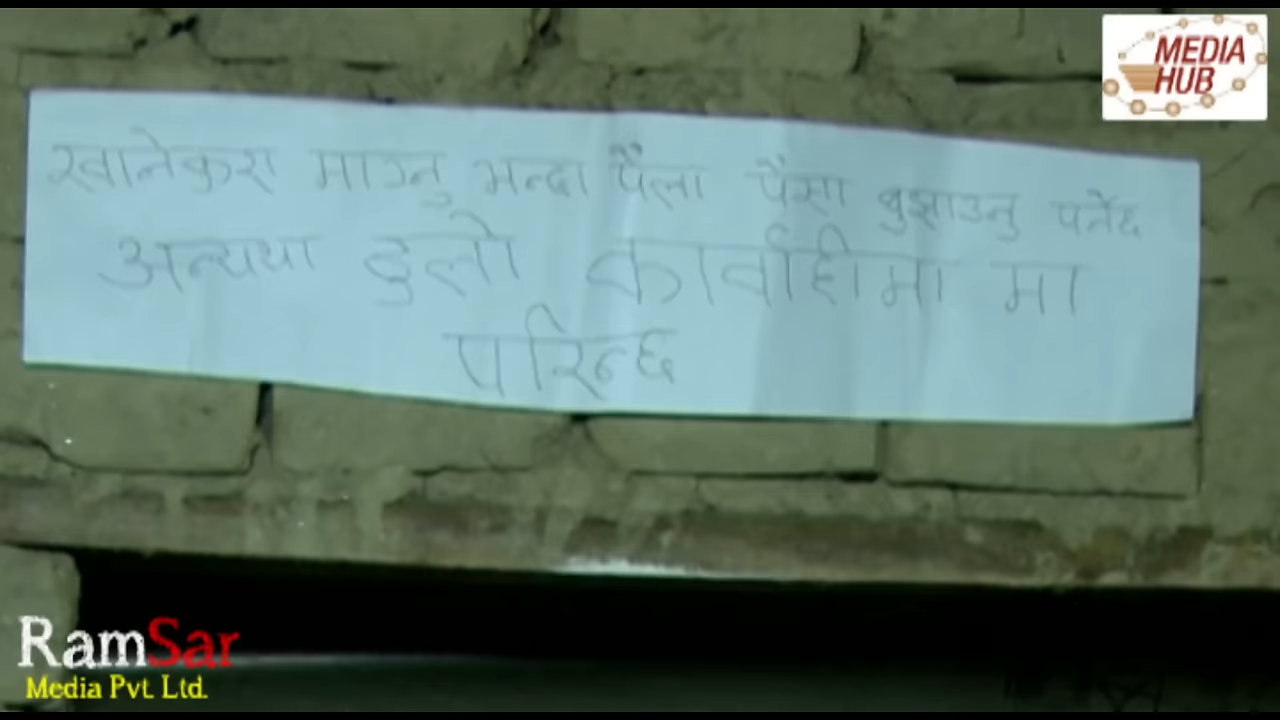 MEDIA
HUB
खानेकुरा माग्नु भन्दा पैला पैसा बुझाउनु पर्नेछ
अन्यथा ठुलो कार्वाहीमा मा
परिन्छ
RamSar
Media Pvt. Ltd.